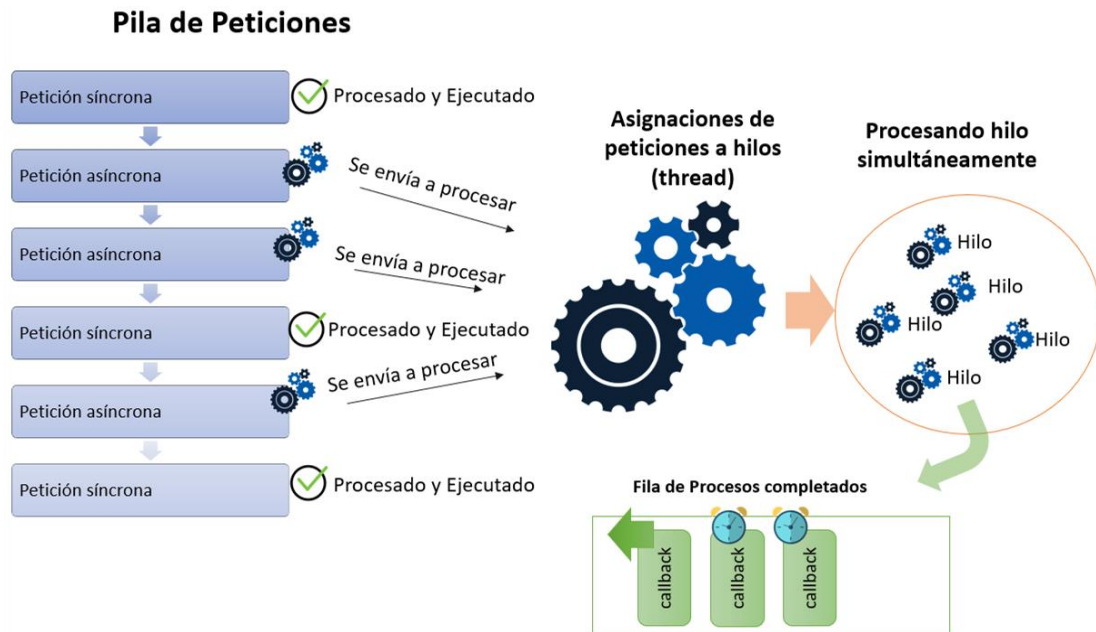 Pila de Peticiones
Petición síncrona
Procesado y Ejecutado
Petición asíncrona
Se envía a procesar
Petición asíncrona
Se envía a procesar
Petición síncrona
Procesado y Ejecutado
Petición asíncrona
Se envía a procesar
Petición síncrona
Procesado y Ejecutado
Asignaciones de
peticiones a hilos
(thread)
Procesando hilo
simultáneamente
Hilo
Hilo
Hilo
Hilo
Hilo
Fila de Procesos completados
callback
callback
callback